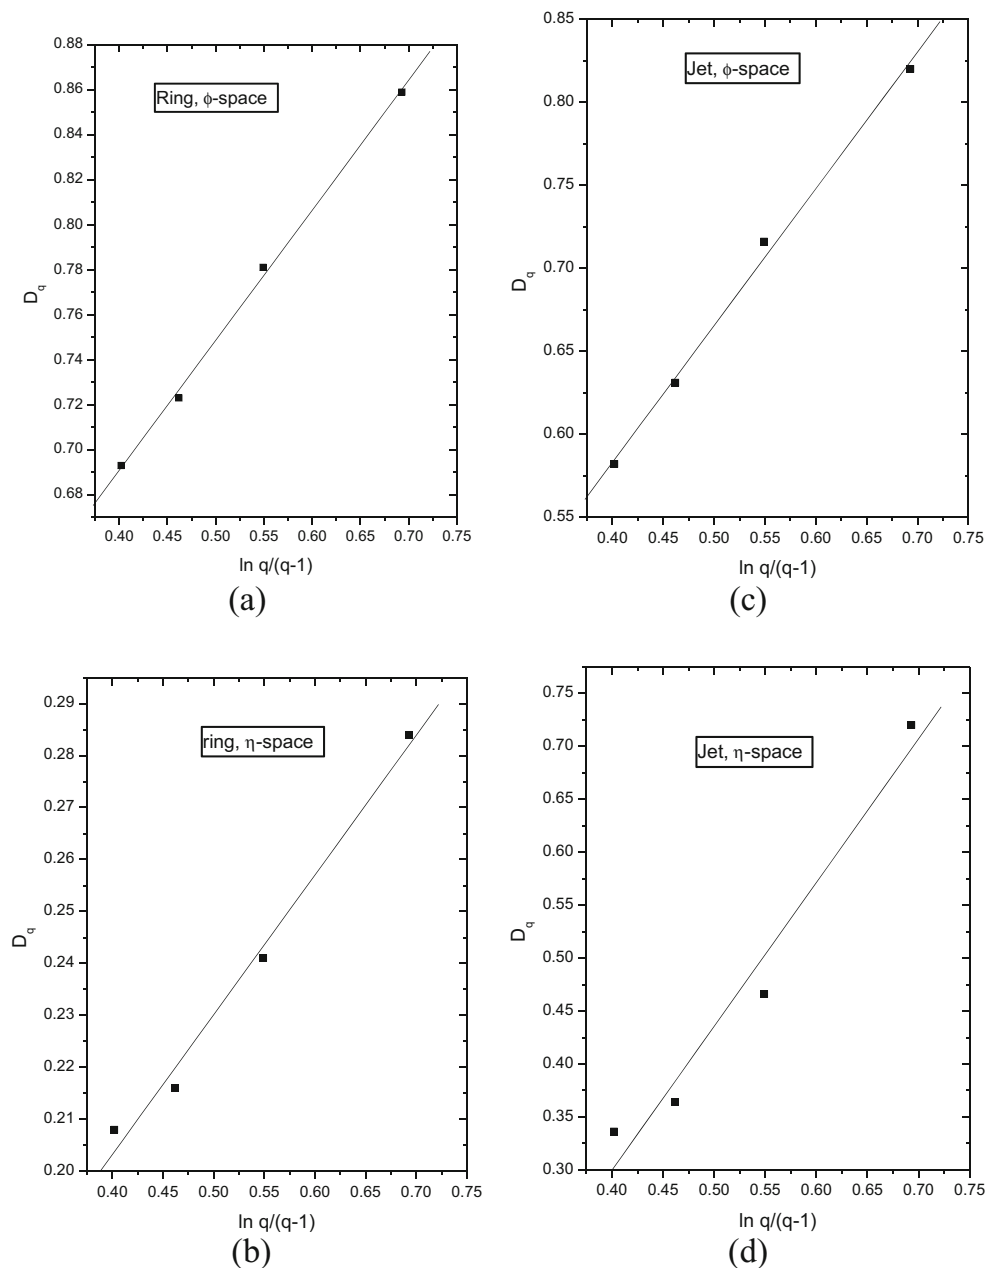 0.88
0.86
0.84
0.82
0.80
0.78
0.76
0.74
0.72
0.70
0.68
D_q
Ring, ϕ-space
0.40 0.45 0.50 0.55 0.60 0.65 0.70 0.75
ln q/(q-1)
(a)
0.85
0.80
0.75
0.70
0.65
0.60
0.55
D_q
Jet, ϕ-space
0.40 0.45 0.50 0.55 0.60 0.65 0.70 0.75
ln q/(q-1)
(c)
0.29
0.28
0.27
0.26
0.25
0.24
0.23
0.22
0.21
0.20
D_q
ring, η-space
0.40 0.45 0.50 0.55 0.60 0.65 0.70 0.75
ln q/(q-1)
(b)
0.75
0.70
0.65
0.60
0.55
0.50
0.45
0.40
0.35
0.30
D_q
Jet, η-space
0.40 0.45 0.50 0.55 0.60 0.65 0.70 0.75
ln q/(q-1)
(d)